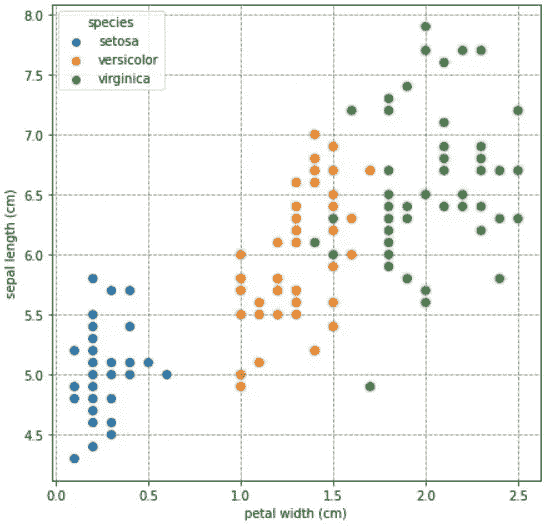 8.0
species
setosa
versicolor
virginica
7.5
7.0
6.5
sepal length (cm)
6.0
5.5
5.0
4.5
0.0 0.5 1.0 1.5 2.0 2.5
petal width (cm)